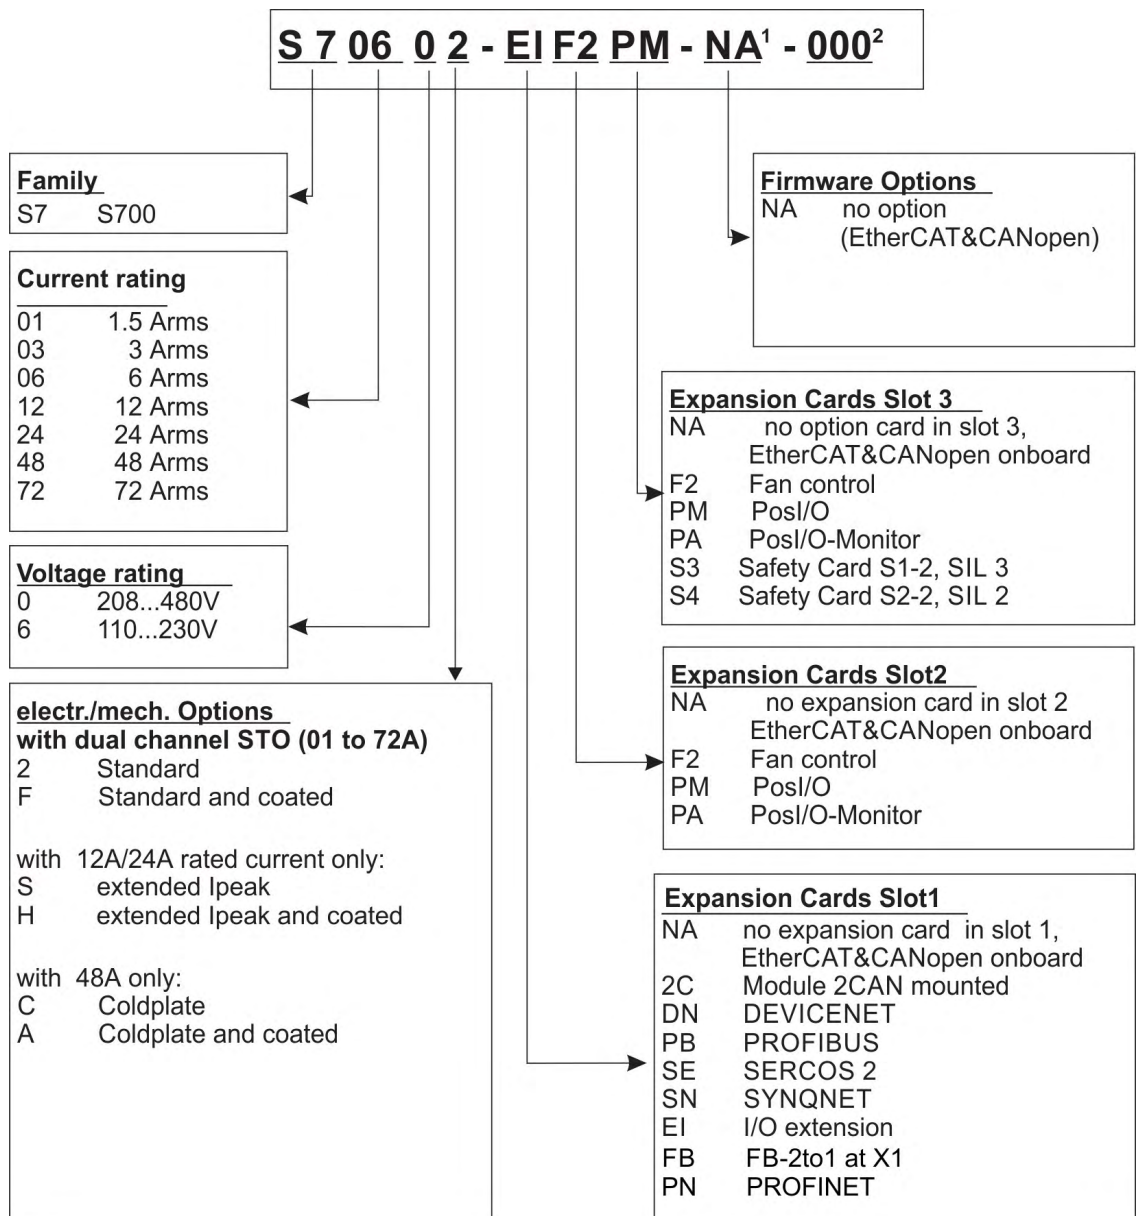 S 7 06 0 2 - EI F2 PM - NA¹ - 000²
Family
S7 S700
Current rating
01 1.5 Arms
03 3 Arms
06 6 Arms
12 12 Arms
24 24 Arms
48 48 Arms
72 72 Arms
Voltage rating
0 208...480V
6 110...230V
electr./mech. Options
with dual channel STO (01 to 72A)
2 Standard
F Standard and coated
with 12A/24A rated current only:
S extended Ipeak
H extended Ipeak and coated
with 48A only:
C Coldplate
A Coldplate and coated
Firmware Options
NA no option
(EtherCAT&CANopen)
Expansion Cards Slot 3
NA no option card in slot 3,
EtherCAT&CANopen onboard
F2 Fan control
PM PosI/O
PA PosI/O-Monitor
S3 Safety Card S1-2, SIL 3
S4 Safety Card S2-2, SIL 2
Expansion Cards Slot2
NA no expansion card in slot 2
EtherCAT&CANopen onboard
F2 Fan control
PM PosI/O
PA PosI/O-Monitor
Expansion Cards Slot1
NA no expansion card in slot 1,
EtherCAT&CANopen onboard
2C Module 2CAN mounted
DN DEVICENET
PB PROFIBUS
SE SERCOS 2
SN SYNQNET
EI I/O extension
FB FB-2to1 at X1
PN PROFINET